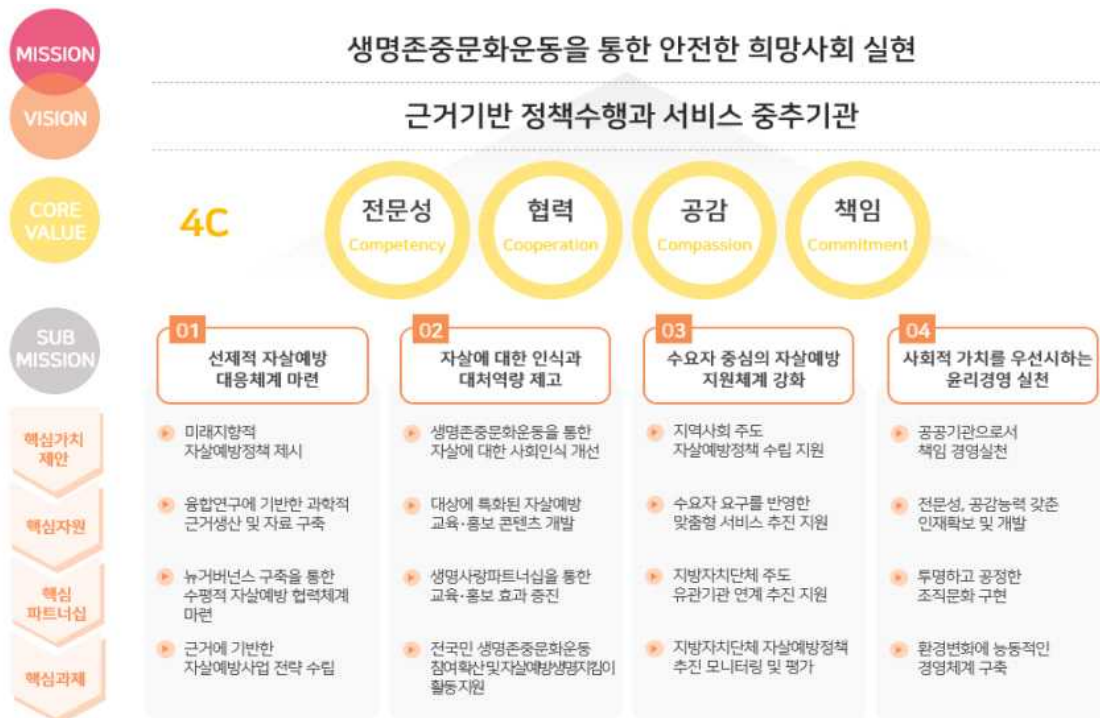 MISSION
생명존중문화운동을 통한 안전한 희망사회 실현
VISION
근거기반 정책수행과 서비스 중추기관
CORE
VALUE
4C
전문성
Competency
협력
Cooperation
공감
Compassion
책임
Commitment
SUB
MISSION
01
선제적 자살예방
대응체계 마련
02
자살에 대한 인식과
대처역량 제고
03
수요자 중심의 자살예방
지원체계 강화
04
사회적 가치를 우선시하는
윤리경영 실천
핵심가치
제안
미래지향적
자살예방정책 제시
생명존중문화운동을 통한
자살에 대한 사회인식 개선
지역사회 주도
자살예방정책 수립 지원
공공기관으로서
책임 경영실천
핵심자원
융합연구에 기반한 과학적
근거생산 및 자료 구축
대상에 특화된 자살예방
교육·홍보 콘텐츠 개발
수요자 요구를 반영한
맞춤형 서비스 추진 지원
전문성, 공감능력 갖춘
인재확보 및 개발
핵심
파트너십
뉴거버넌스 구축을 통한
수평적 자살예방 협력체계
마련
생명사랑파트너십을 통한
교육·홍보 효과 증진
지방자치단체 주도
유관기관 연계 추진 지원
투명하고 공정한
조직문화 구현
핵심과제
근거에 기반한
자살예방사업 전략 수립
전국민 생명존중문화운동
참여확산및자살예방생명지킴이
활동지원
지방자치단체 자살예방정책
추진 모니터링 및 평가
환경변화에 능동적인
경영체계 구축